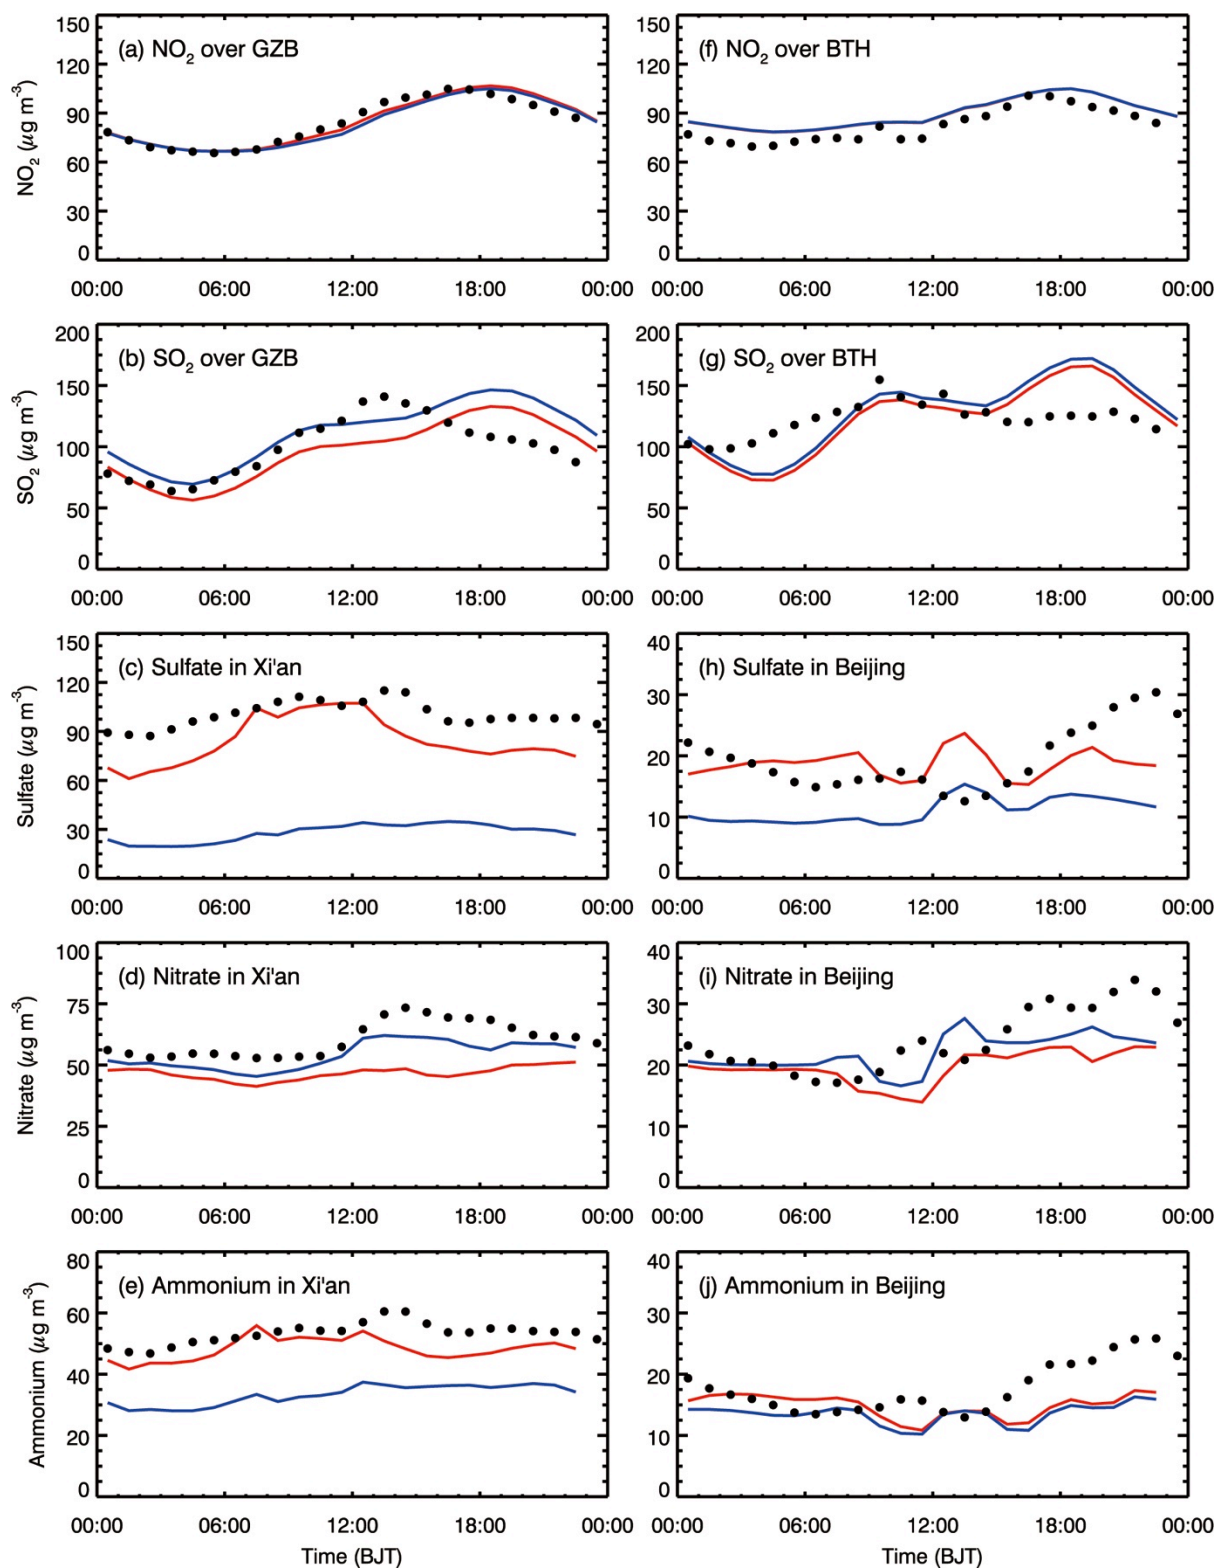 (a) NO₂ over GZB
NO₂ (μg m⁻³)
150
120
90
60
30
0
00:00 06:00 12:00 18:00 00:00
(f) NO₂ over BTH
150
120
90
60
30
0
00:00 06:00 12:00 18:00 00:00
(b) SO₂ over GZB
SO₂ (μg m⁻³)
200
150
100
50
0
00:00 06:00 12:00 18:00 00:00
(g) SO₂ over BTH
200
150
100
50
0
00:00 06:00 12:00 18:00 00:00
(c) Sulfate in Xi'an
Sulfate (μg m⁻³)
150
120
90
60
30
0
00:00 06:00 12:00 18:00 00:00
(h) Sulfate in Beijing
40
30
20
10
0
00:00 06:00 12:00 18:00 00:00
(d) Nitrate in Xi'an
Nitrate (μg m⁻³)
100
75
50
25
0
00:00 06:00 12:00 18:00 00:00
(i) Nitrate in Beijing
40
30
20
10
0
00:00 06:00 12:00 18:00 00:00
(e) Ammonium in Xi'an
Ammonium (μg m⁻³)
80
60
40
20
0
00:00 06:00 12:00 18:00 00:00
Time (BJT)
(j) Ammonium in Beijing
40
30
20
10
0
00:00 06:00 12:00 18:00 00:00
Time (BJT)